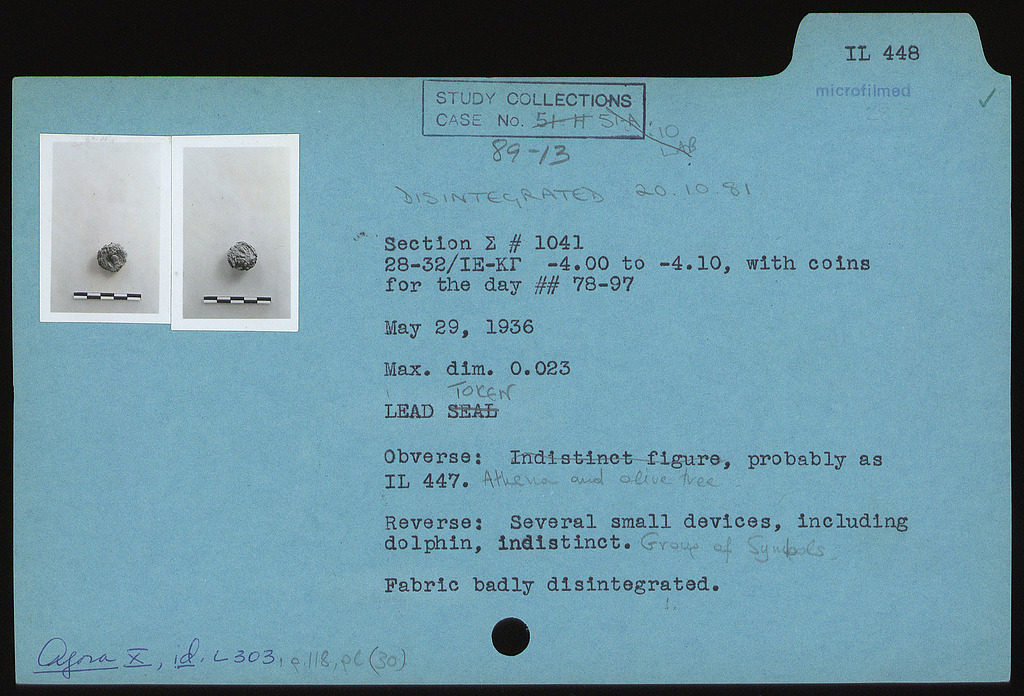 IL 448
microfilmed
✓
STUDY COLLECTIONS
CASE No. 51-H 51A.
10
LAB
89-13
DISINTEGRATED 20.10.81
Section Σ # 1041
28-32/ΙΕ-ΚΓ -4.00 to -4.10, with coins
for the day ## 78-97
May 29, 1936
Max. dim. 0.023
TOKEN
LEAD SEAL
Obverse: Indistinct figure, probably as
IL 447. Athena and olive tree
Reverse: Several small devices, including
dolphin, indistinct. Group of Symbols.
Fabric badly disintegrated.
Agora X, id. L303, p.118, pl (30)